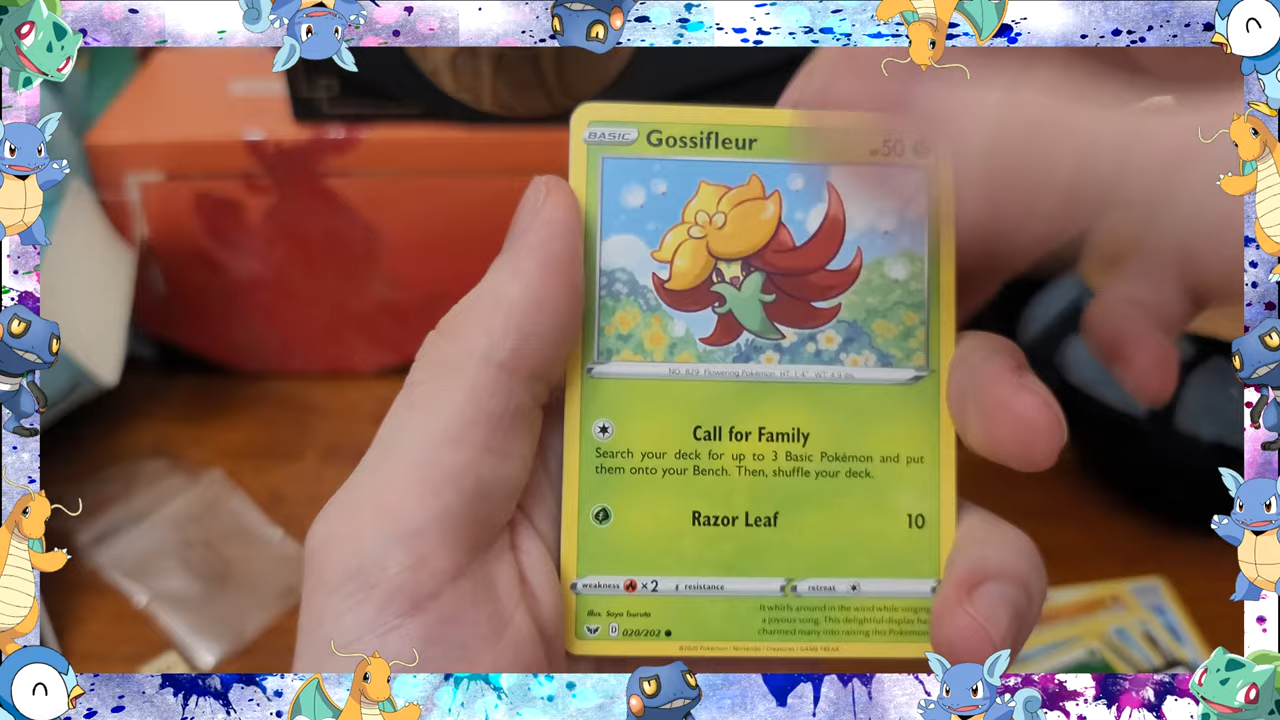 BASIC Gossifleur HP50
NO. 829 Flowering Pokémon HT: 1'4" WT: 4.9 lbs.
Call for Family
Search your deck for up to 3 Basic Pokémon and put
them onto your Bench. Then, shuffle your deck.
Razor Leaf 10
weakness ×2 resistance retreat
Illus. Sayo Tsuruta
It whirls around in the wind while singing
a joyous song. This delightful display has
charmed many into raising this Pokémon
D 020/202
©2020 Pokémon / Nintendo / Creatures / GAME FREAK